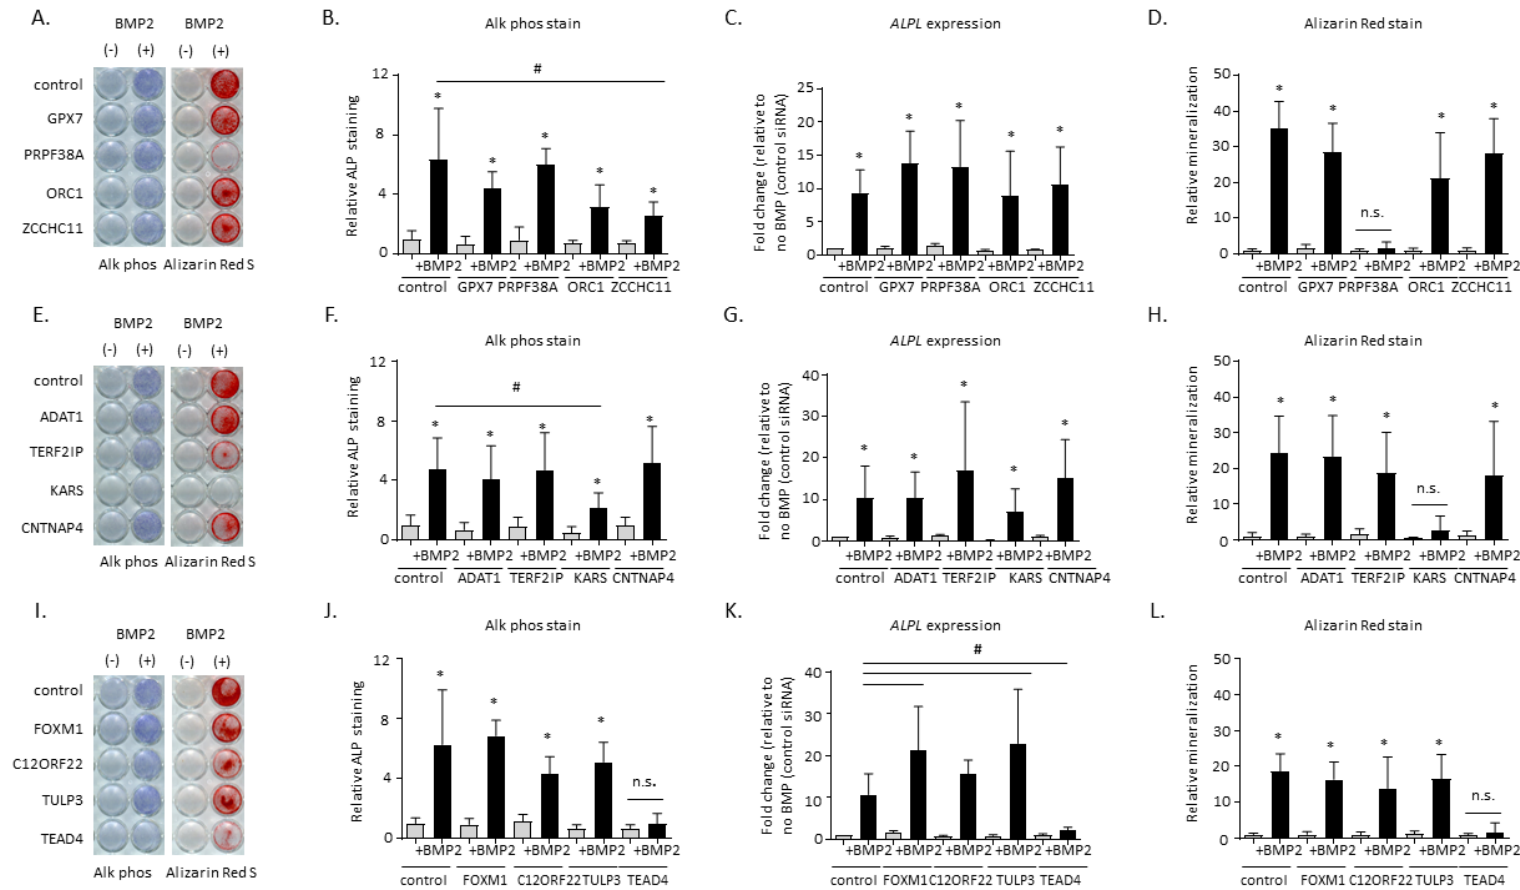 A.
BMP2 BMP2
(-) (+) (-) (+)
control
GPX7
PRPF38A
ORC1
ZCCHC11
Alk phos Alizarin Red S
B.
Alk phos stain
Relative ALP staining
12
8
4
0
#
* * * * *
+BMP2 +BMP2 +BMP2 +BMP2 +BMP2
control GPX7 PRPF38A ORC1 ZCCHC11
C.
ALPL expression
Fold change (relative to
no BMP (control siRNA)
25
20
15
10
5
0
* * * * *
+BMP2 +BMP2 +BMP2 +BMP2 +BMP2
control GPX7 PRPF38A ORC1 ZCCHC11
D.
Alizarin Red stain
Relative mineralization
50
40
30
20
10
0
* * n.s. * *
+BMP2 +BMP2 +BMP2 +BMP2 +BMP2
control GPX7 PRPF38A ORC1 ZCCHC11
E.
BMP2 BMP2
(-) (+) (-) (+)
control
ADAT1
TERF2IP
KARS
CNTNAP4
Alk phos Alizarin Red S
F.
Alk phos stain
Relative ALP staining
12
8
4
0
#
* * * * *
+BMP2 +BMP2 +BMP2 +BMP2 +BMP2
control ADAT1 TERF2IP KARS CNTNAP4
G.
ALPL expression
Fold change (relative to
no BMP (control siRNA)
40
30
20
10
0
* * * * *
+BMP2 +BMP2 +BMP2 +BMP2 +BMP2
control ADAT1 TERF2IP KARS CNTNAP4
H.
Alizarin Red stain
Relative mineralization
50
40
30
20
10
0
* * * n.s. *
+BMP2 +BMP2 +BMP2 +BMP2 +BMP2
control ADAT1 TERF2IP KARS CNTNAP4
I.
BMP2 BMP2
(-) (+) (-) (+)
control
FOXM1
C12ORF22
TULP3
TEAD4
Alk phos Alizarin Red S
J.
Alk phos stain
Relative ALP staining
12
8
4
0
* * * * n.s.
+BMP2 +BMP2 +BMP2 +BMP2 +BMP2
control FOXM1 C12ORF22 TULP3 TEAD4
K.
ALPL expression
Fold change (relative to
no BMP (control siRNA)
40
30
20
10
0
#
+BMP2 +BMP2 +BMP2 +BMP2 +BMP2
control FOXM1 C12ORF22 TULP3 TEAD4
L.
Alizarin Red stain
Relative mineralization
50
40
30
20
10
0
* * * * n.s.
+BMP2 +BMP2 +BMP2 +BMP2 +BMP2
control FOXM1 C12ORF22 TULP3 TEAD4